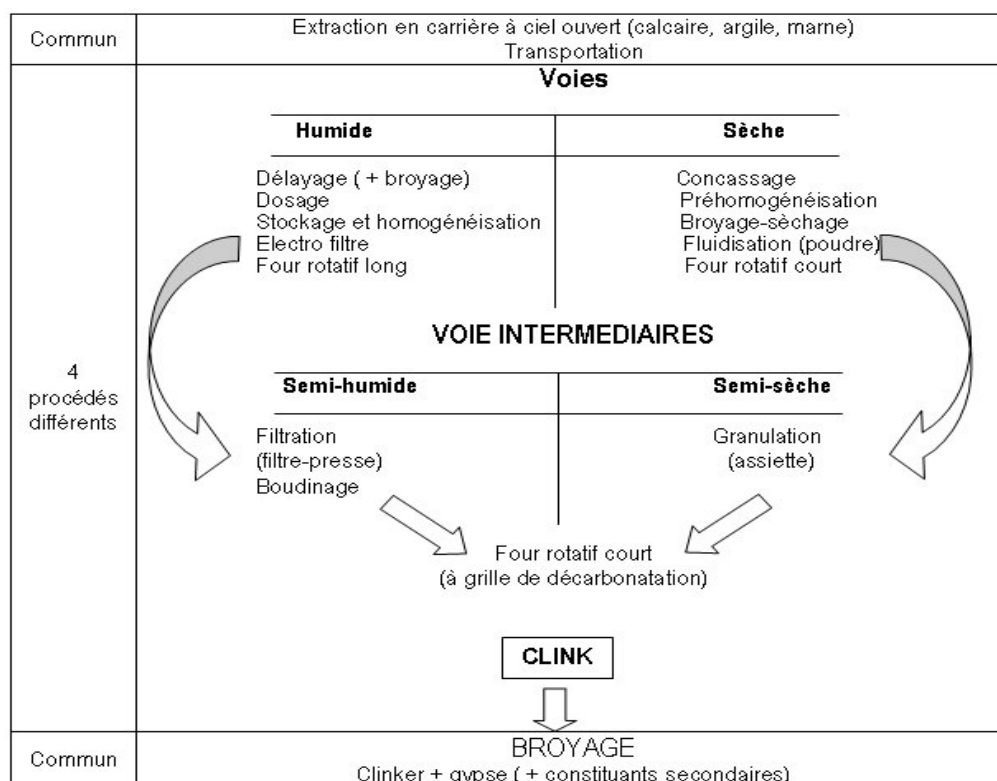 Commun
Extraction en carrière à ciel ouvert (calcaire, argile, marne)
Transportation
4
procédés
différents
Voies
Humide
Sèche
Délayage ( + broyage)
Dosage
Stockage et homogénéisation
Electro filtre
Four rotatif long
Concassage
Préhomogénéisation
Broyage-sèchage
Fluidisation (poudre)
Four rotatif court
VOIE INTERMEDIAIRES
Semi-humide
Semi-sèche
Filtration
(filtre-presse)
Boudinage
Granulation
(assiette)
Four rotatif court
(à grille de décarbonatation)
CLINK
Commun
BROYAGE
Clinker + gypse ( + constituants secondaires)